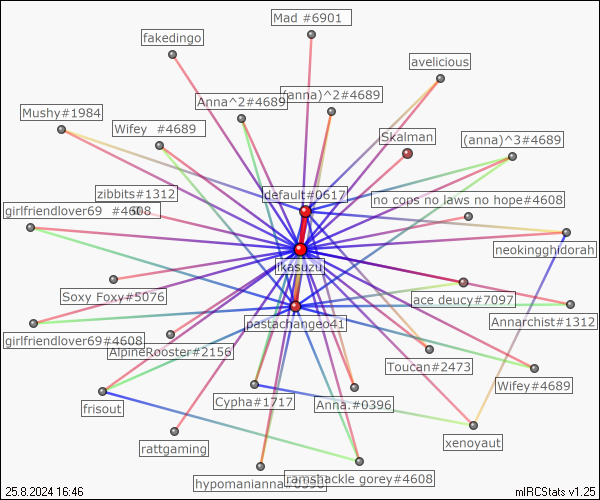 Mad #6901
fakedingo
avelicious
Anna^2#4689
(anna)^2#4689
Mushy#1984
Wifey  #4689
Skalman
(anna)^3#4689
zibbits#1312
default#0617
no cops no laws no hope#4608
girlfriendlover69  #4608
neokingghidorah
ikasuzu
Soxy Foxy#5076
ace deucy#7097
Annarchist#1312
pastachangeo41
girlfriendlover69#4608
AlpineRooster#2156
Toucan#2473
Wifey#4689
frisout
Cypha#1717
Anna.#0396
rattgaming
xenoyaut
ramshackle gorey#4608
25.8.2024 16:46
mIRCStats v1.25